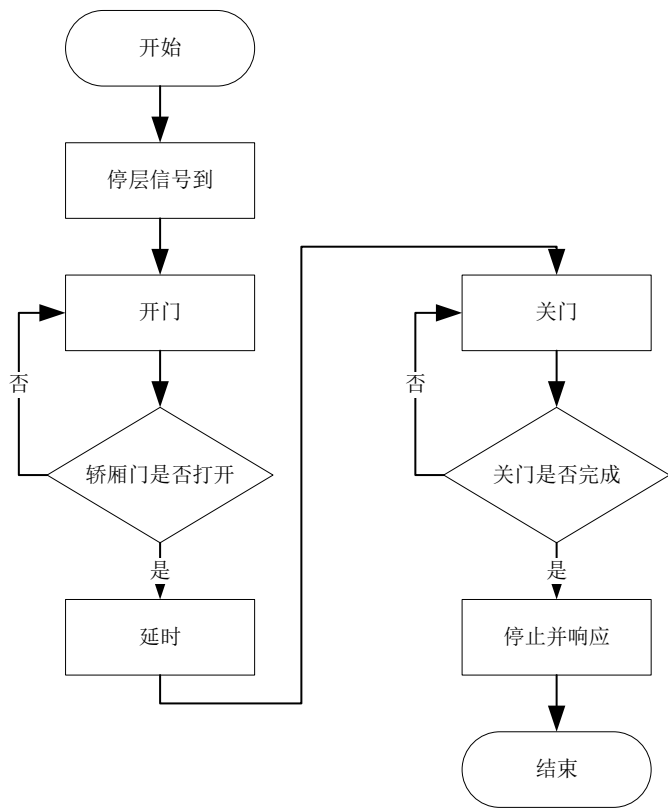 开始
停层信号到
开门
否
轿厢门是否打开
是
延时
关门
否
关门是否完成
是
停止并响应
结束